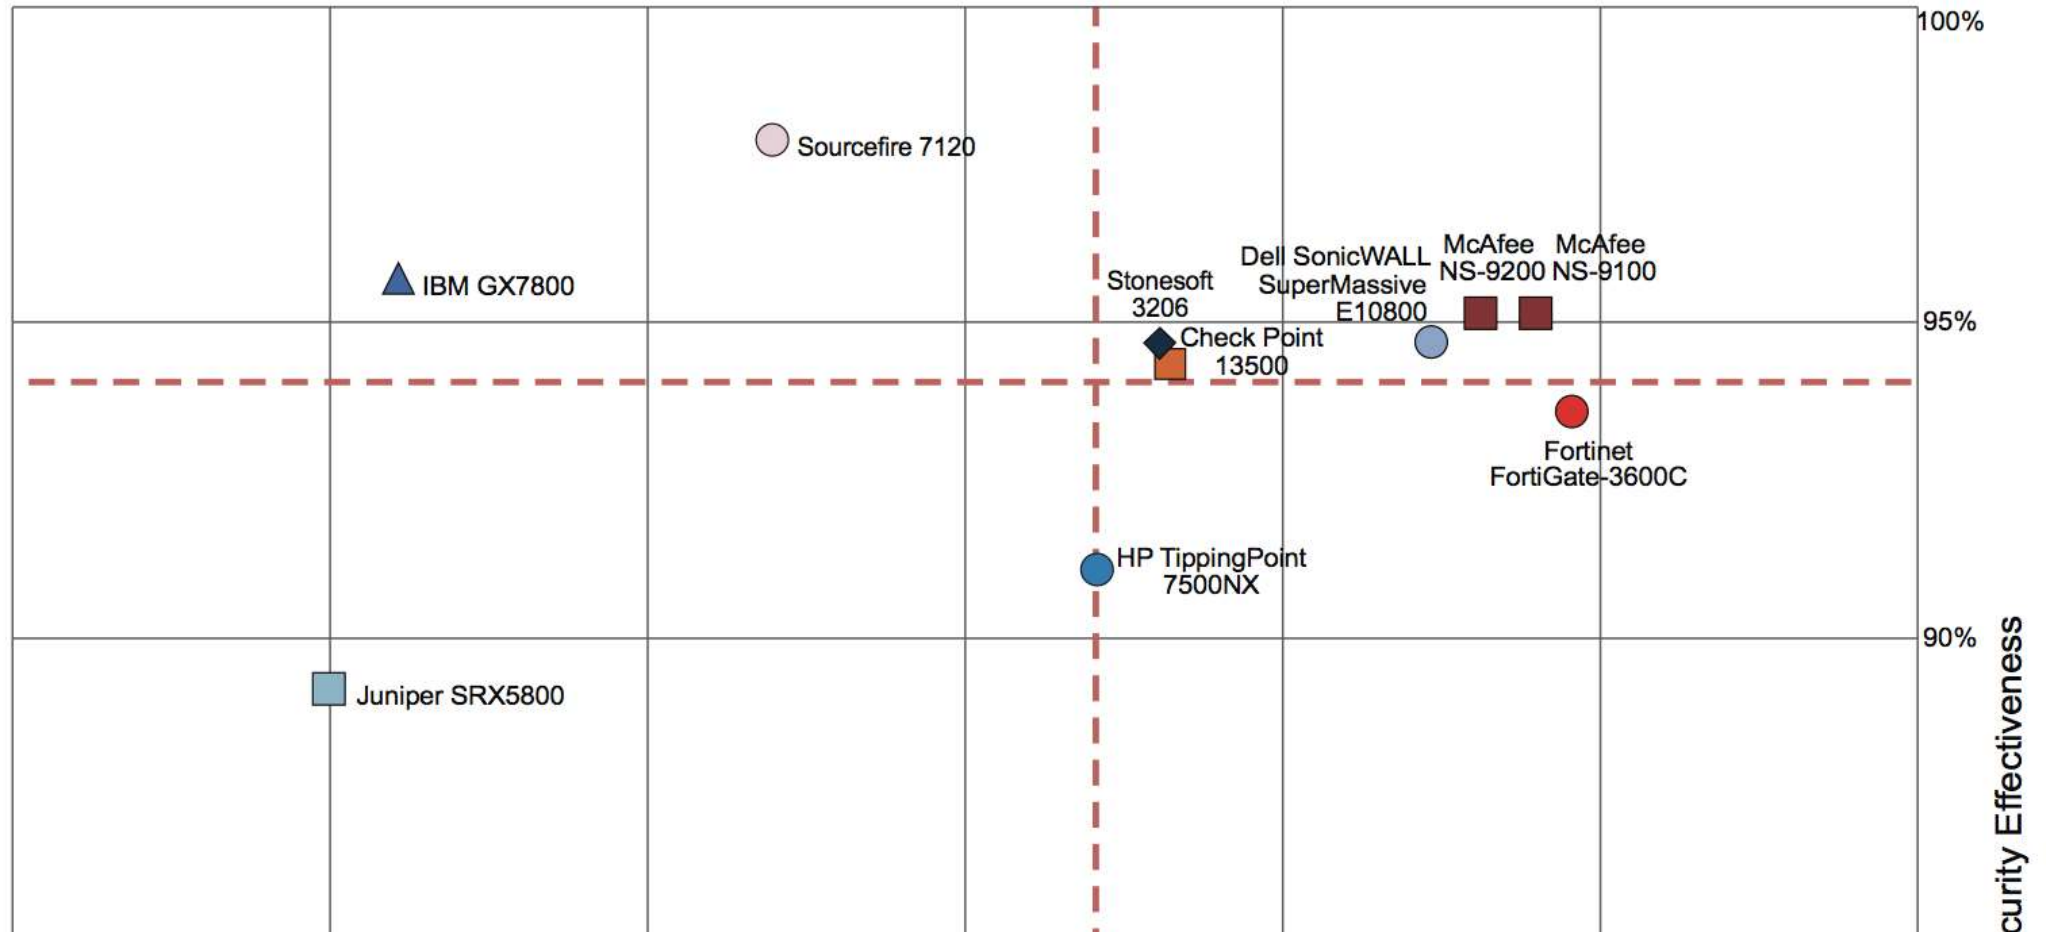 100%
Sourcefire 7120
IBM GX7800
Stonesoft
3206
Dell SonicWALL
SuperMassive
E10800
McAfee
NS-9200
McAfee
NS-9100
95%
Check Point
13500
Fortinet
FortiGate-3600C
HP TippingPoint
7500NX
90%
Juniper SRX5800
curity Effectiveness